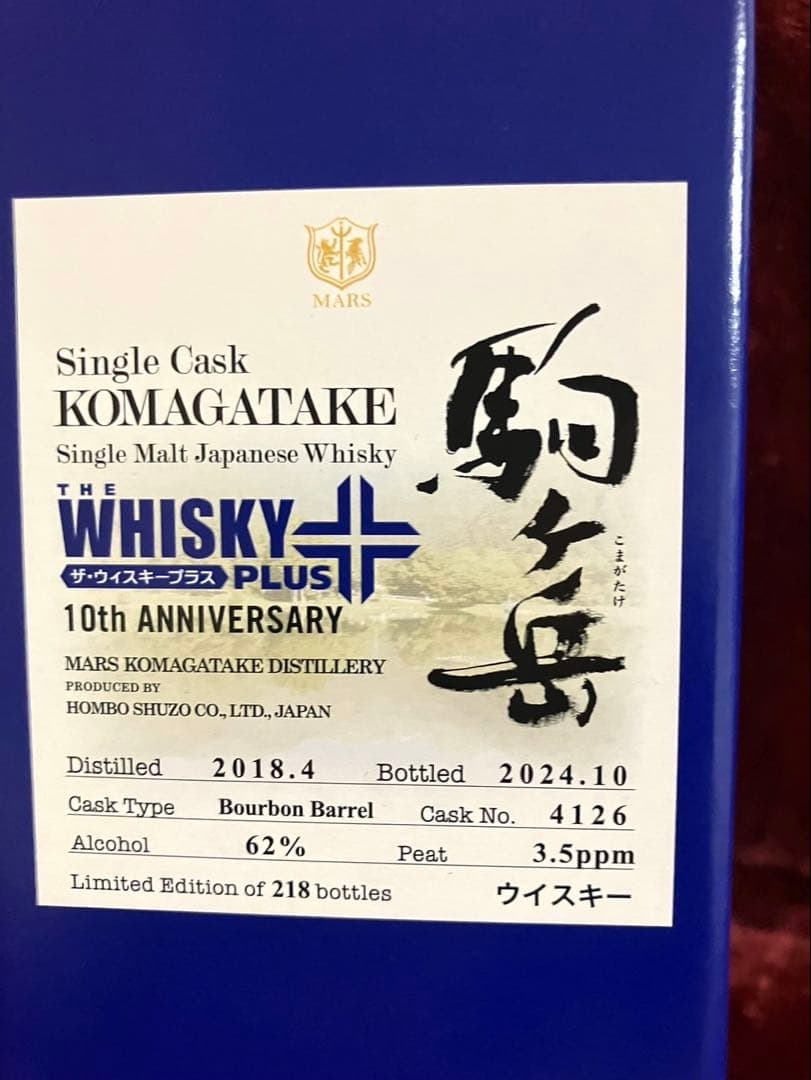 MARS
Single Cask
KOMAGATAKE
Single Malt Japanese Whisky
THE
WHISKY
ザ・ウィスキープラス PLUS
10th ANNIVERSARY
駒ヶ岳
こまがたけ
MARS KOMAGATAKE DISTILLERY
PRODUCED BY
HOMBO SHUZO CO., LTD., JAPAN
Distilled 2018.4 Bottled 2024.10
Cask Type Bourbon Barrel Cask No. 4126
Alcohol 62% Peat 3.5ppm
Limited Edition of 218 bottles ウイスキー